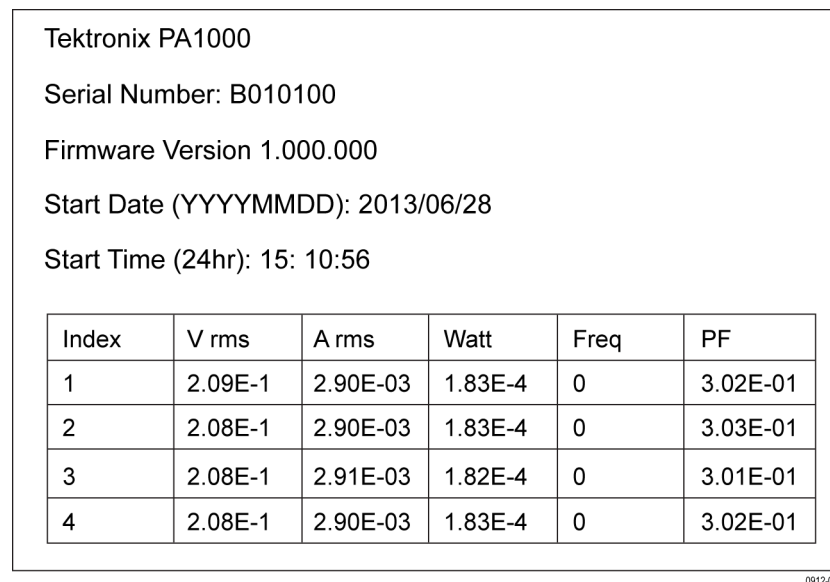 Tektronix PA1000
Serial Number: B010100
Firmware Version 1.000.000
Start Date (YYYYMMDD): 2013/06/28
Start Time (24hr): 15: 10:56
Index V rms A rms Watt Freq PF
1 2.09E-1 2.90E-03 1.83E-4 0 3.02E-01
2 2.08E-1 2.90E-03 1.83E-4 0 3.03E-01
3 2.08E-1 2.91E-03 1.82E-4 0 3.01E-01
4 2.08E-1 2.90E-03 1.83E-4 0 3.02E-01